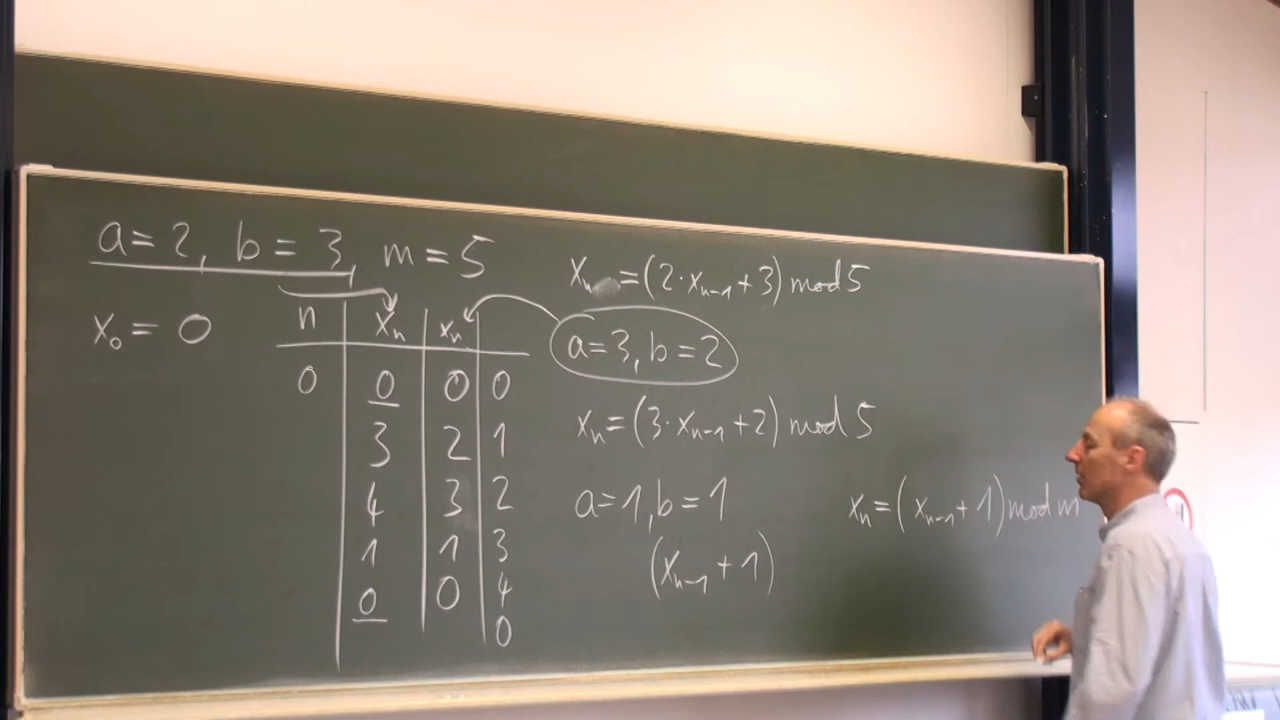 a=2, b=3, m=5
x₀=0
n xₙ xₙ
0 0 0 0
3 2 1
4 3 2
1 1 3
0 0 4
0
xₙ=(2·xₙ₋₁+3) mod 5
a=3, b=2
xₙ=(3·xₙ₋₁+2) mod 5
a=1, b=1
(xₙ₋₁+1)
xₙ=(xₙ₋₁+1) mod m